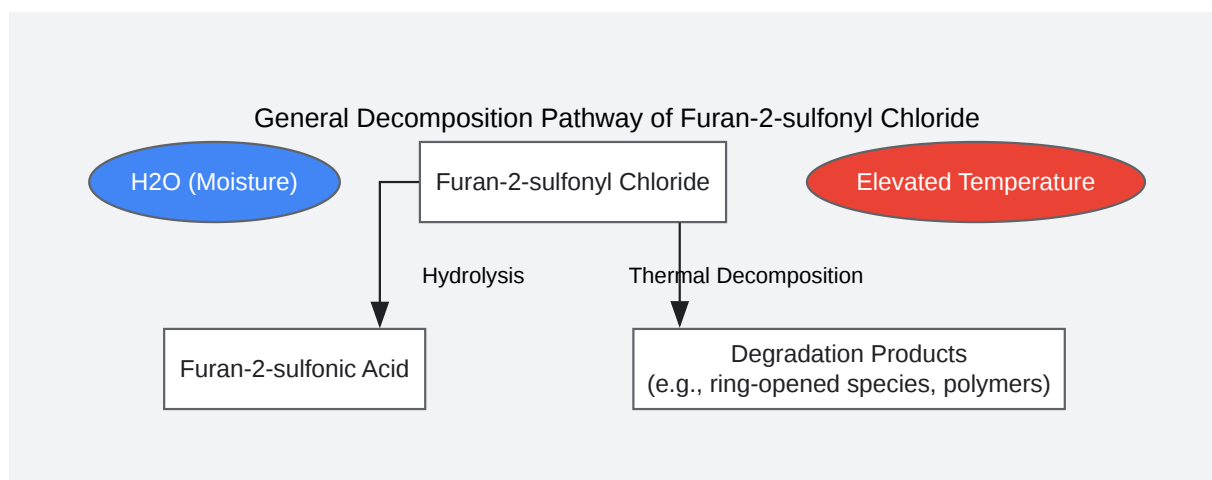 General Decomposition Pathway of Furan-2-sulfonyl Chloride
H2O (Moisture)
Furan-2-sulfonyl Chloride
Elevated Temperature
Hydrolysis
Thermal Decomposition
Furan-2-sulfonic Acid
Degradation Products
(e.g., ring-opened species, polymers)